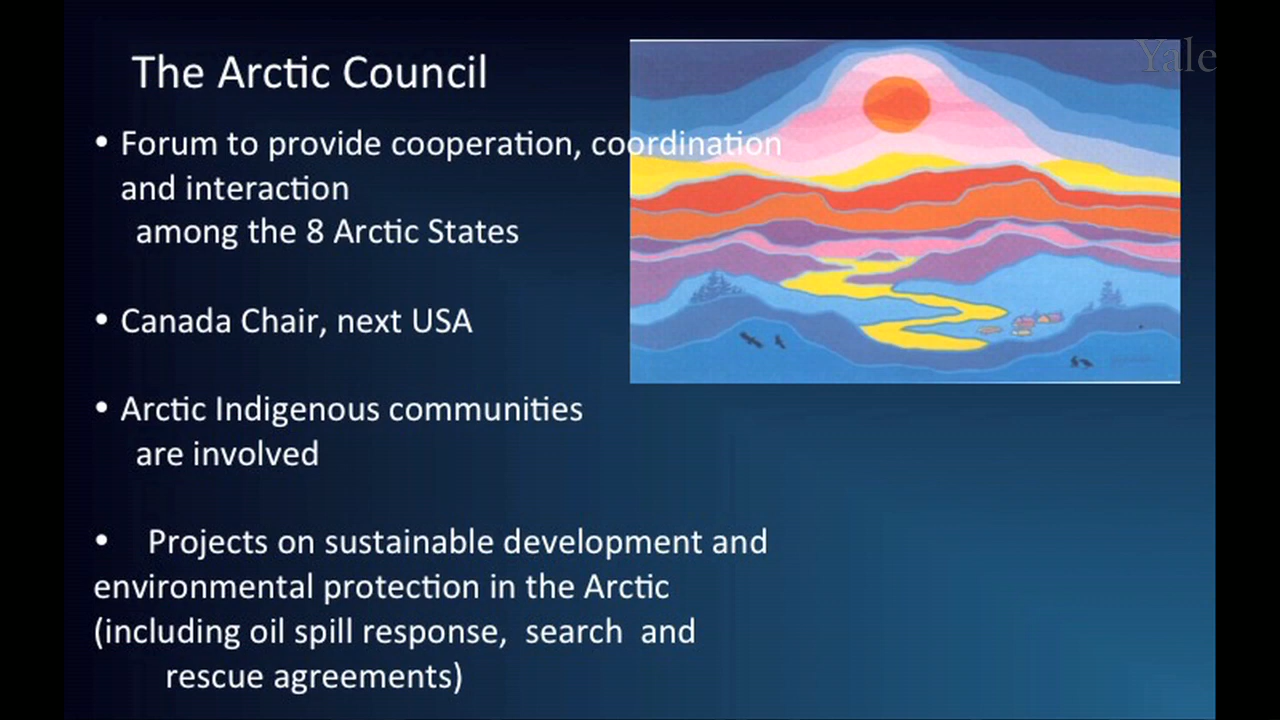 Yale
The Arctic Council
• Forum to provide cooperation, coordination
and interaction
among the 8 Arctic States
• Canada Chair, next USA
• Arctic Indigenous communities
are involved
• Projects on sustainable development and
environmental protection in the Arctic
(including oil spill response, search and
rescue agreements)